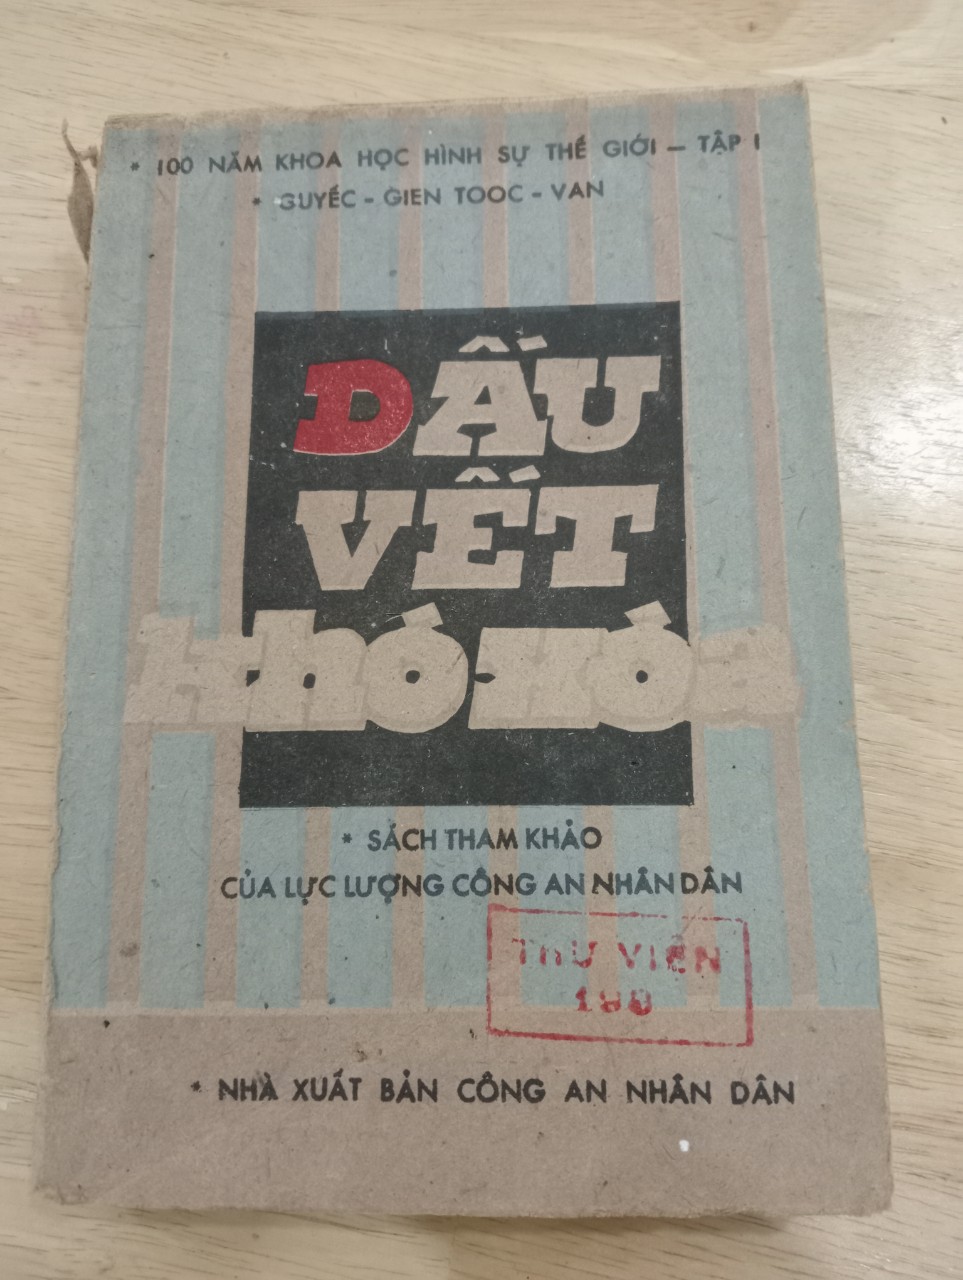 * 100 NĂM KHOA HỌC HÌNH SỰ THẾ GIỚI — TẬP I
* GUYẾC - GIEN TOOC - VAN
DẤU
VẾT
khó xóa
* SÁCH THAM KHẢO
CỦA LỰC LƯỢNG CÔNG AN NHÂN DÂN
THƯ VIỆN
* NHÀ XUẤT BẢN CÔNG AN NHÂN DÂN